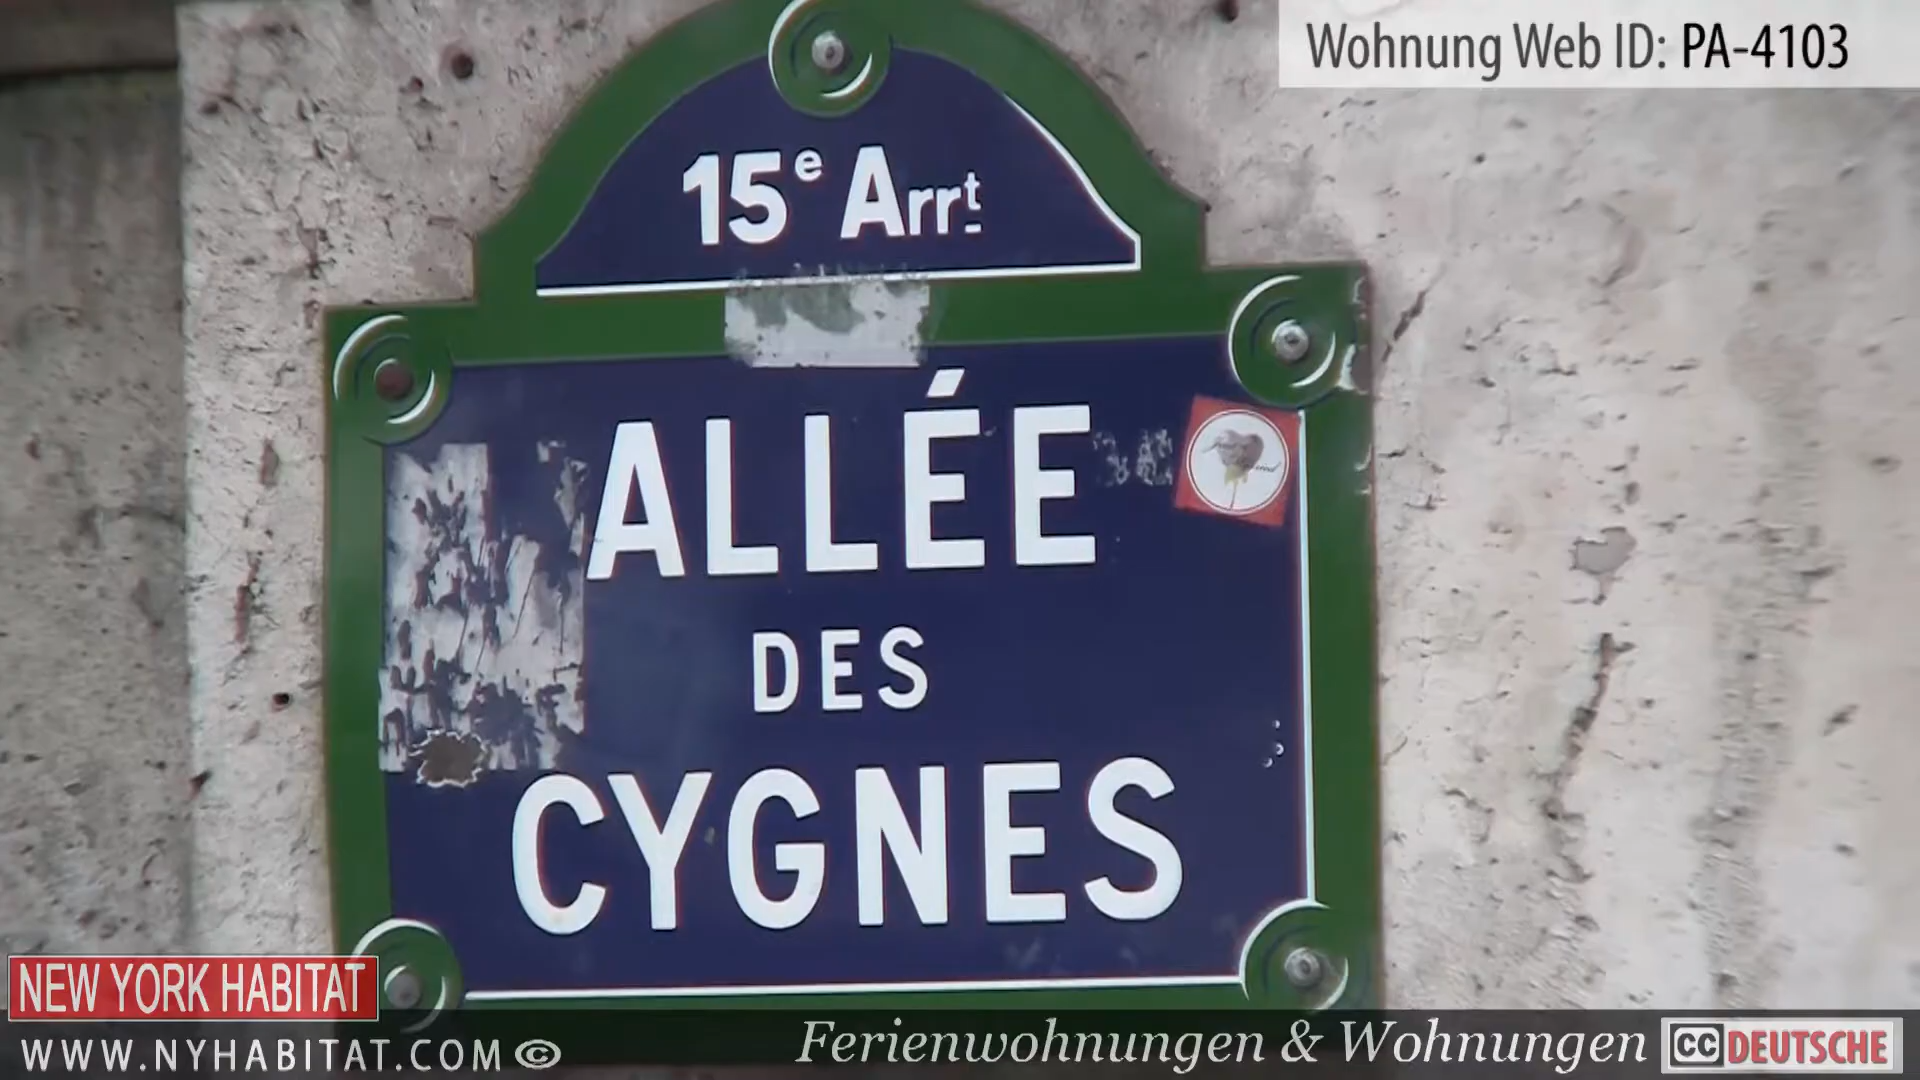 Wohnung Web ID: PA-4103
15e Arrt
ALLÉE
DES
CYGNES
NEW YORK HABITAT
WWW.NYHABITAT.COM ©
Ferienwohnungen & Wohnungen CC DEUTSCHE